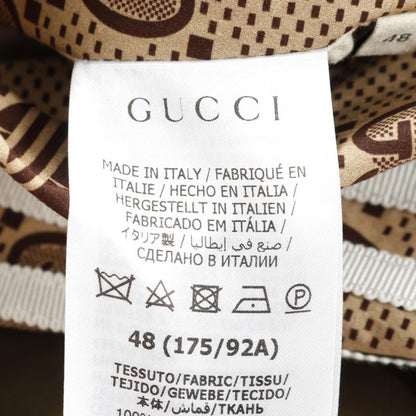 48
GUCCI
MADE IN ITALY / FABRIQUÉ EN
ITALIE / HECHO EN ITALIA /
HERGESTELLT IN ITALIEN /
FABRICADO EM ITÁLIA /
イタリア製 / صنع في إيطاليا /
СДЕЛАНО В ИТАЛИИ
P
48 (175/92A)
TESSUTO/FABRIC/TISSU/
TEJIDO/GEWEBE/TECIDO/
本体/قماش/ТКАНЬ
100%